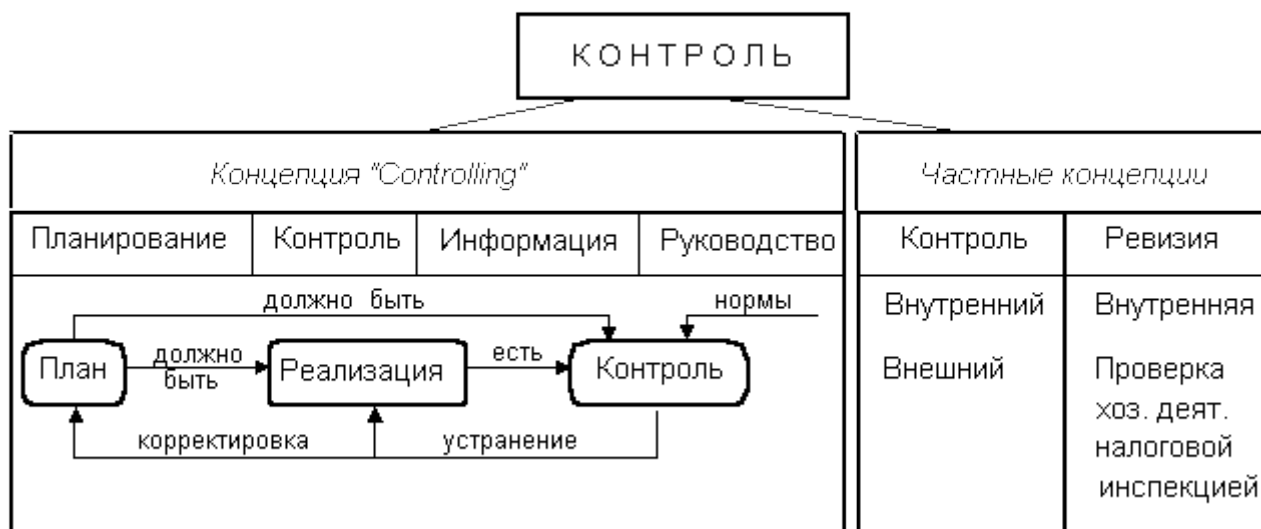 КОНТРОЛЬ
Концепция "Controlling"
Частные концепции
Планирование
Контроль
Информация
Руководство
Контроль
Ревизия
должно быть
нормы
Внутренний
Внутренняя
План
должно
быть
Реализация
есть
Контроль
Внешний
Проверка
хоз. деят.
налоговой
инспекцией
корректировка
устранение